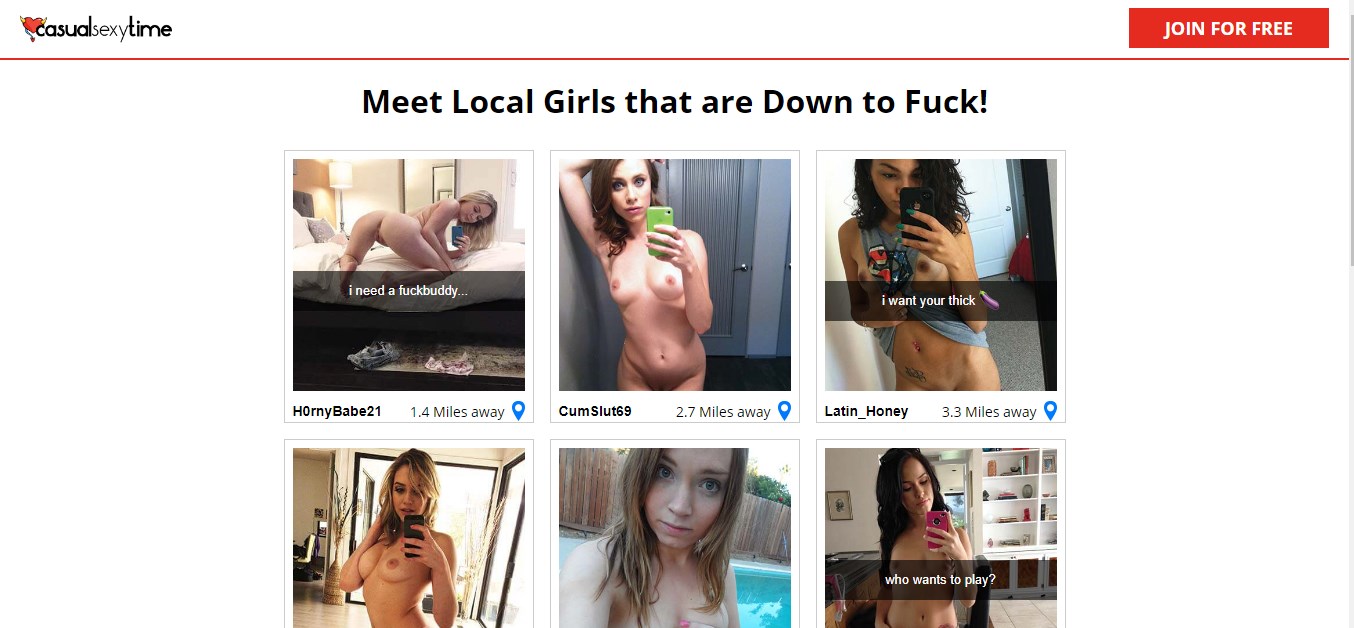 casualsexytime
JOIN FOR FREE
Meet Local Girls that are Down to Fuck!
i need a fuckbuddy...
i want your thick
H0rnyBabe21 1.4 Miles away
CumSlut69 2.7 Miles away
Latin_Honey 3.3 Miles away
who wants to play?